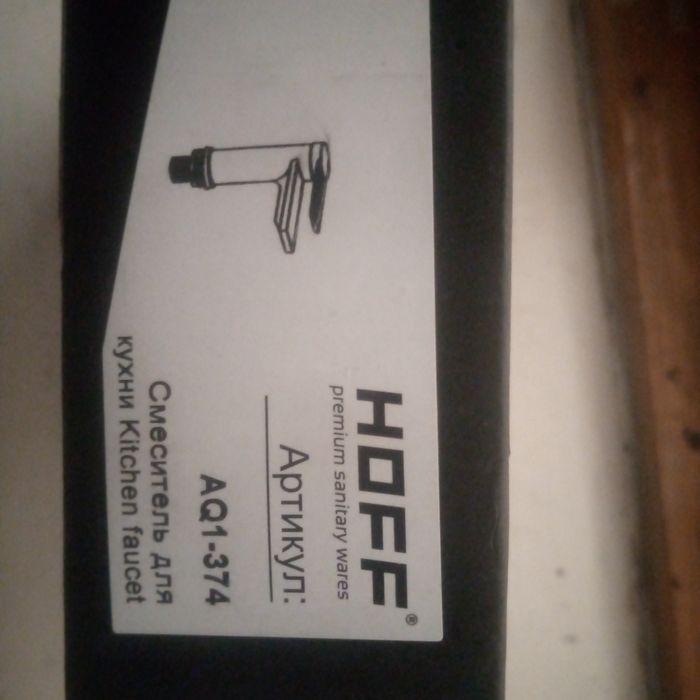 HOFF®
premium sanitary wares
Артикул:
AQ1-374
Смеситель для
кухни Kitchen faucet